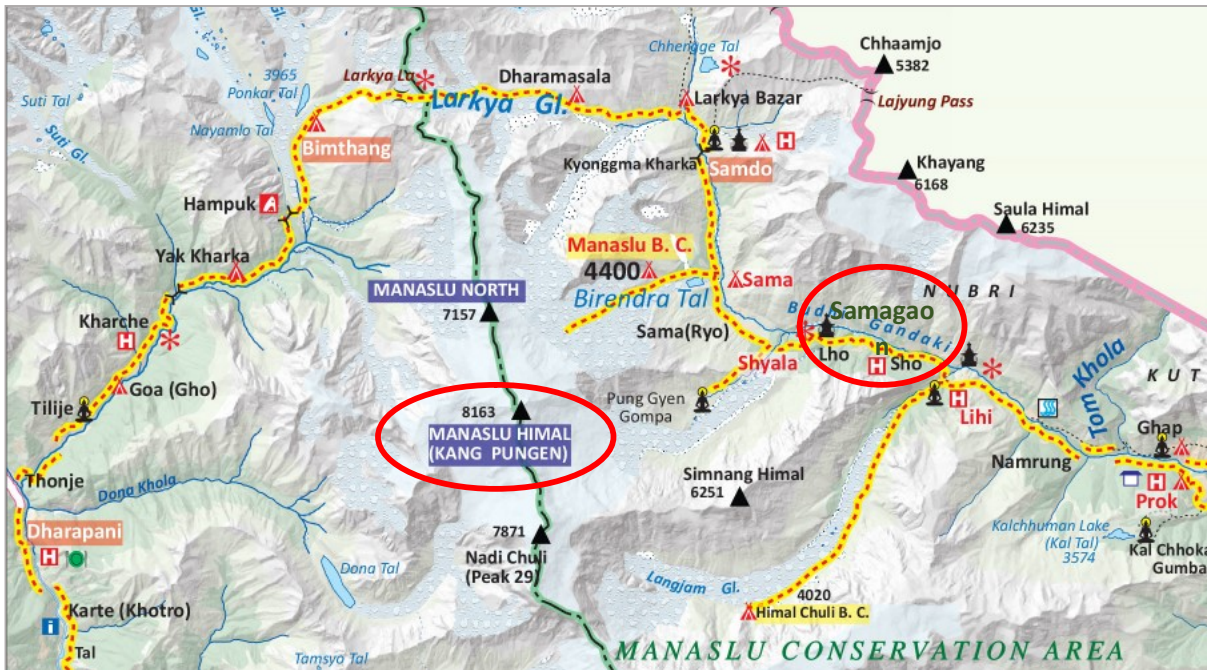 Chhengge Tal
Chhaamjo
5382
Suti Tal
3965
Ponkar Tal
Larkya La
Dharamasala
Larkya Gl.
Larkya Bazar
Lajyung Pass
Suti Gl.
Nayamlo Tal
Bimthang
Kyonggma Kharka
Samdo
H
Khayang
6168
Hampuk
Saula Himal
6235
Yak Kharka
Manaslu B. C.
4400
Sama
Birendra Tal
NUBRI
MANASLU NORTH
7157
Samagao
Budhi Gandaki
Kharche
H
Sama(Ryo)
Shyala
Lho
n
H
Sho
Tom Khola
KUT
Goa (Gho)
Tilije
Pung Gyen
Gompa
H
Lihi
8163
MANASLU HIMAL
(KANG PUNGEN)
Ghap
Thonje
Dona Khola
Simnang Himal
6251
Namrung
H
Prok
Dharapani
H
7871
Nadi Chuli
(Peak 29)
Kalchhuman Lake
(Kal Tal)
3574
Kal Chhoka
Gumba
Dona Tal
Langjam Gl.
4020
Himal Chuli B. C.
Karte (Khotro)
i
Tal
Tamsya Tal
MANASLU CONSERVATION AREA